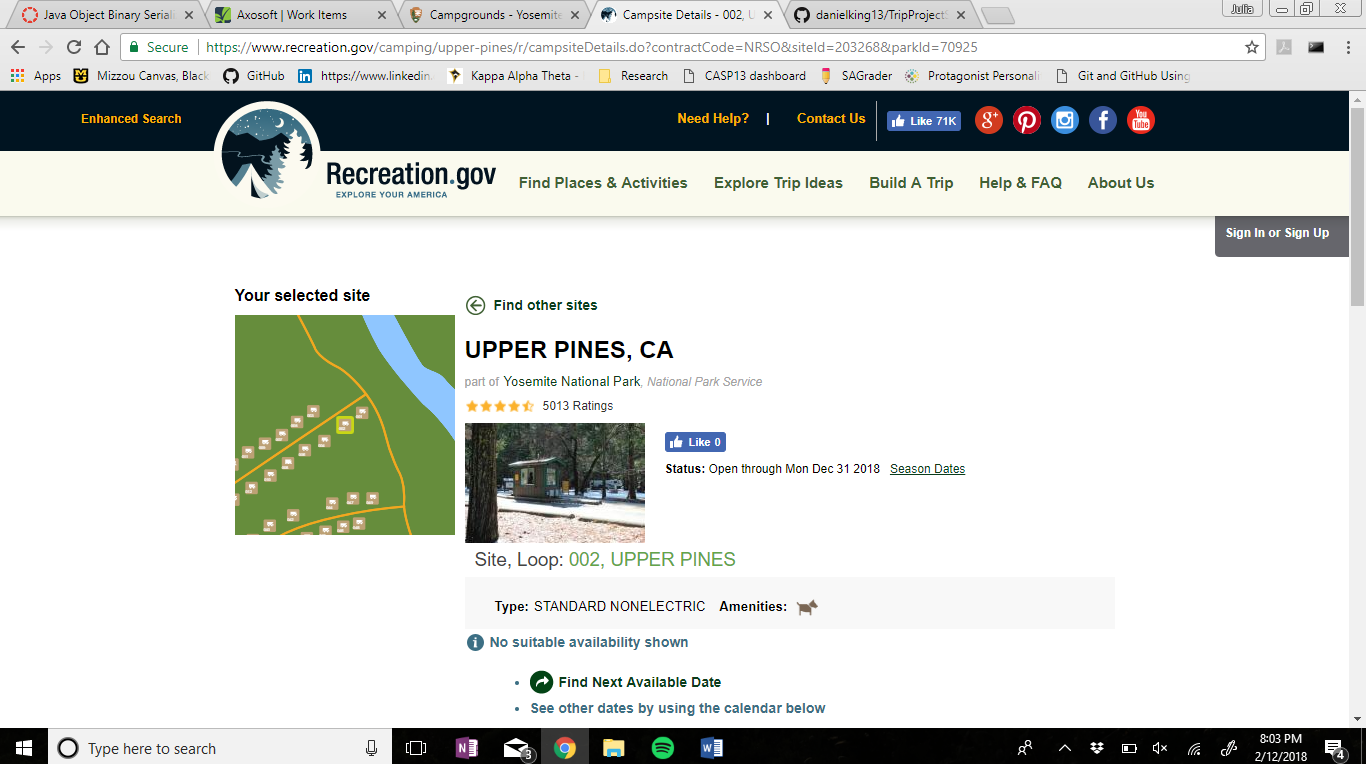 Java Object Binary Seriali
Axosoft | Work Items
Campgrounds - Yosemite
Campsite Details - 002, U
danielking13/TripProject
Julia
Secure
https://www.recreation.gov/camping/upper-pines/r/campsiteDetails.do?contractCode=NRSO&siteId=203268&parkId=70925
Apps
Mizzou Canvas, Black
GitHub
https://www.linkedin.
Kappa Alpha Theta -
Research
CASP13 dashboard
SAGrader
Protagonist Personali
Git and GitHub Using
Enhanced Search
Need Help? | Contact Us
Like 71K
You Tube
Recreation.gov
EXPLORE YOUR AMERICA
Find Places & Activities
Explore Trip Ideas
Build A Trip
Help & FAQ
About Us
Sign In or Sign Up
Your selected site
Find other sites
UPPER PINES, CA
part of Yosemite National Park, National Park Service
5013 Ratings
Like 0
Status: Open through Mon Dec 31 2018 Season Dates
Site, Loop: 002, UPPER PINES
Type: STANDARD NONELECTRIC Amenities:
No suitable availability shown
Find Next Available Date
See other dates by using the calendar below
Type here to search
3
8:03 PM
2/12/2018
4